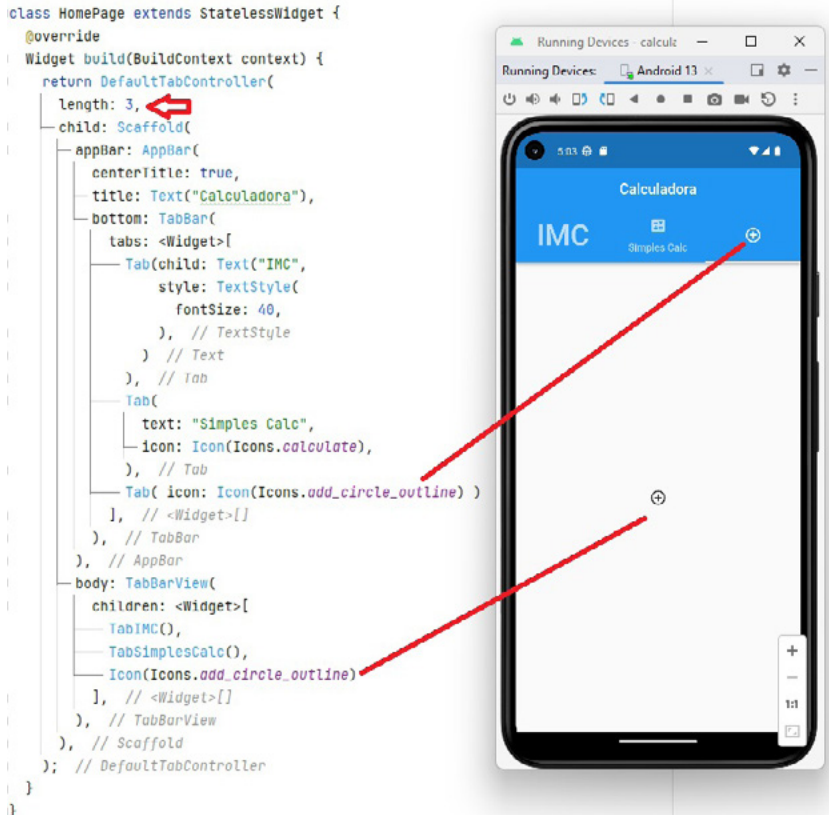 class HomePage extends StatelessWidget {
@override
Widget build(BuildContext context) {
return DefaultTabController(
length: 3,
child: Scaffold(
appBar: AppBar(
centerTitle: true,
title: Text("Calculadora"),
bottom: TabBar(
tabs: <Widget>[
Tab(child: Text("IMC",
style: TextStyle(
fontSize: 40,
), // TextStyle
) // Text
), // Tab
Tab(
text: "Simples Calc",
icon: Icon(Icons.calculate),
), // Tab
Tab( icon: Icon(Icons.add_circle_outline) )
], // <Widget>[]
), // TabBar
), // AppBar
body: TabBarView(
children: <Widget>[
TabIMC(),
TabSimplesCalc(),
Icon(Icons.add_circle_outline)
], // <Widget>[]
), // TabBarView
), // Scaffold
); // DefaultTabController
}
}
Running Devices - calcula
Running Devices: Android 13
5:03
Calculadora
IMC
Simples Calc
1:1